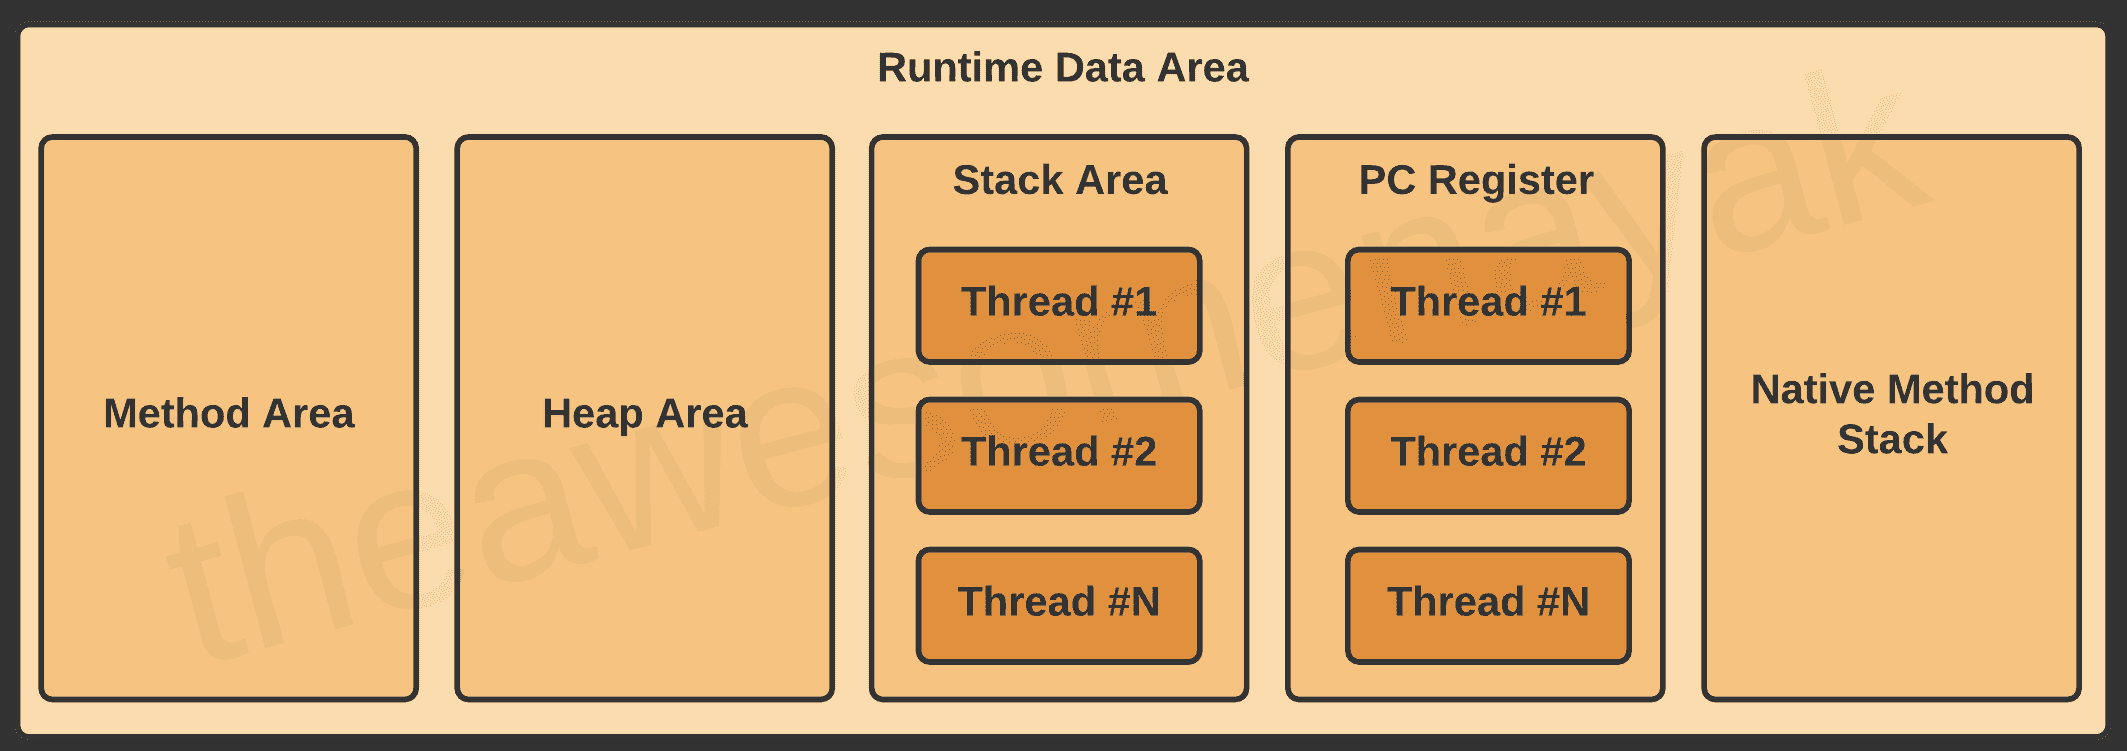 Runtime Data Area
Method Area
Heap Area
Stack Area
Thread #1
Thread #2
Thread #N
PC Register
Thread #1
Thread #2
Thread #N
Native Method
Stack
theawesomenayak